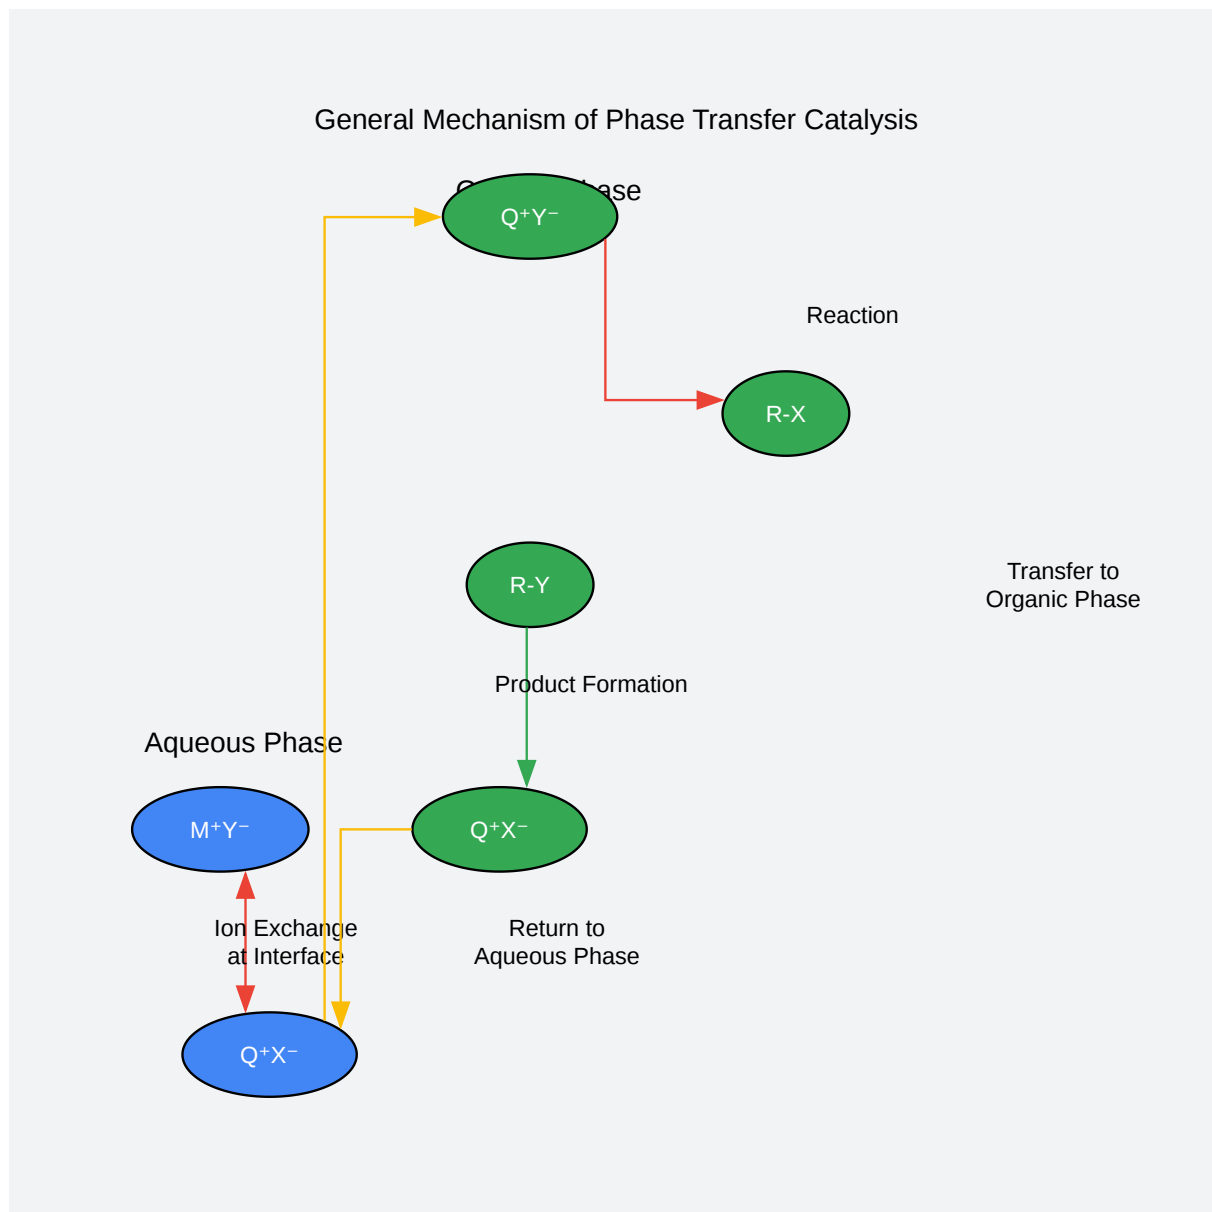 General Mechanism of Phase Transfer Catalysis
Q⁺Y⁻
Reaction
R-X
R-Y
Transfer to
Organic Phase
Product Formation
Aqueous Phase
M⁺Y⁻
Q⁺X⁻
Ion Exchange
at Interface
Return to
Aqueous Phase
Q⁺X⁻